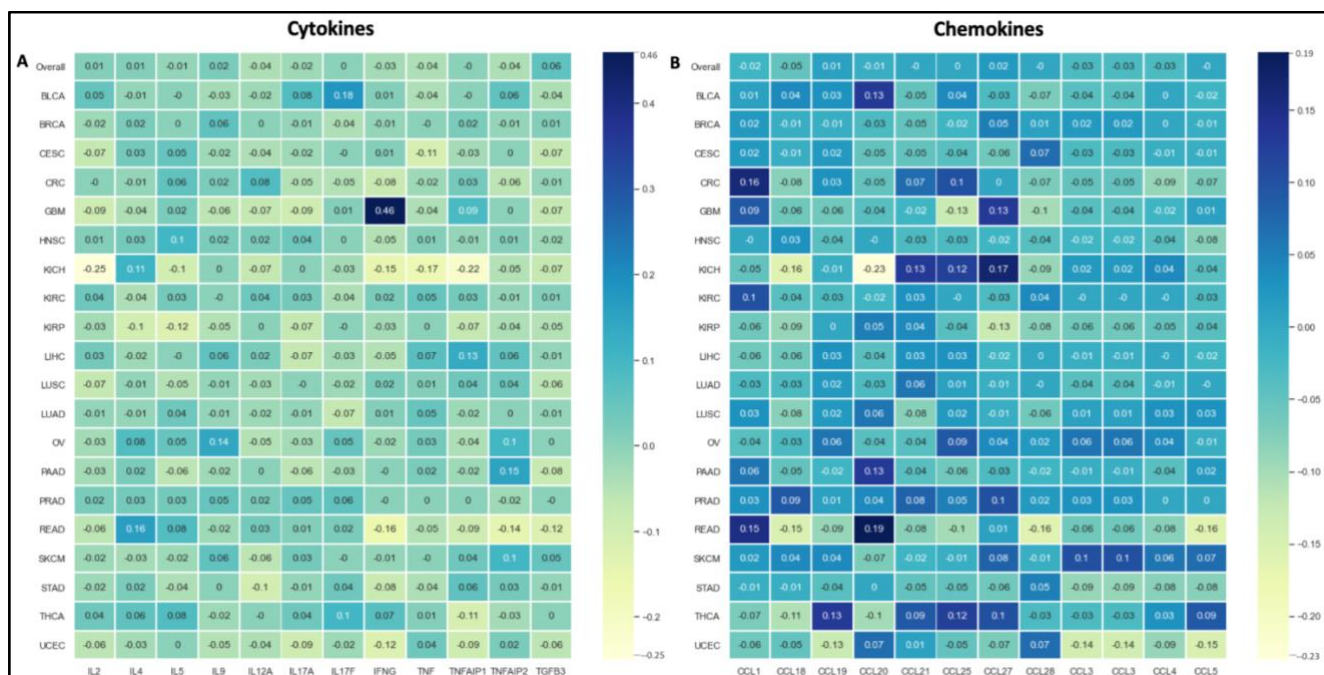 Cytokines
A
Overall 0.01 0.01 -0.01 0.02 -0.04 -0.02 0 -0.03 -0.04 -0 -0.04 0.06
BLCA 0.05 -0.01 -0 -0.03 -0.02 0.08 0.18 0.01 -0.04 -0 0.06 -0.04
BRCA -0.02 0.02 0 0.06 0 -0.01 -0.04 -0.01 -0 0.02 -0.01 0.01
CESC -0.07 0.03 0.05 -0.02 -0.04 -0.02 -0 0.01 -0.11 -0.03 0 -0.07
CRC -0 -0.01 0.06 0.02 0.08 -0.05 -0.05 -0.08 -0.02 0.03 -0.06 -0.01
GBM -0.09 -0.04 0.02 -0.06 -0.07 -0.09 0.01 0.46 -0.04 0.09 0 -0.07
HNSC 0.01 0.03 0.1 0.02 0.02 0.04 0 -0.05 0.01 -0.01 0.01 -0.02
KICH -0.25 0.11 -0.1 0 -0.07 0 -0.03 -0.15 -0.17 -0.22 -0.05 -0.07
KIRC 0.04 -0.04 0.03 -0 0.04 0.03 -0.04 0.02 0.05 0.03 -0.01 0.01
KIRP -0.03 -0.1 -0.12 -0.05 0 -0.17 -0 -0.03 0 -0.07 -0.04 -0.05
LIHC 0.03 -0.02 -0 0.06 0.02 -0.07 -0.03 -0.05 0.07 0.13 0.06 -0.01
LUSC -0.07 -0.01 -0.05 -0.01 -0.03 -0 -0.02 0.02 0.01 0.04 0.04 -0.06
LUAD -0.01 -0.01 0.04 -0.01 -0.02 -0.01 -0.07 0.01 0.05 -0.02 0 -0.01
OV -0.03 0.08 0.05 0.14 -0.05 -0.03 0.05 -0.02 0.03 -0.04 0.1 0
PAAD -0.03 0.02 -0.06 -0.02 0 -0.06 -0.03 -0 0.02 -0.02 0.15 -0.08
PRAD 0.02 0.03 0.03 0.05 0.02 0.05 0.06 -0 0 0 -0.02 -0
READ -0.06 0.16 0.08 -0.02 0.03 0.01 0.02 -0.16 -0.05 -0.09 -0.14 -0.12
SKCM -0.02 -0.03 -0.02 0.06 -0.06 0.03 -0 -0.01 -0 0.04 0.1 0.05
STAD -0.02 0.02 -0.04 0 -0.1 -0.01 0.04 -0.08 -0.04 0.06 0.03 -0.01
THCA 0.04 0.06 0.08 -0.02 -0 0.04 0.1 0.07 0.01 -0.11 -0.03 0
UCEC -0.06 -0.03 0 -0.05 -0.04 -0.09 -0.02 -0.12 0.04 -0.09 0.02 -0.06
IL2 IL4 IL5 IL9 IL12A IL17A IL17F IFNG TNF TNFAIP1 TNFAIP2 TGFB3
0.46
0.4
0.3
0.2
0.1
0.0
-0.1
-0.2
-0.25
Chemokines
B
Overall -0.02 -0.05 0.01 -0.01 -0 0 0.02 -0 -0.03 -0.03 -0.04 -0
BLCA 0.01 0.04 0.03 0.13 -0.05 0.04 -0.03 -0.07 -0.04 -0.04 0 -0.02
BRCA 0.02 -0.01 -0.01 -0.03 -0.05 -0.02 0.05 0.01 0.02 0.02 0 -0.01
CESC 0.02 -0.01 0.02 -0.05 -0.05 -0.04 -0.06 0.07 -0.03 -0.03 -0.01 -0.01
CRC 0.16 -0.08 0.03 -0.05 0.07 0.1 0 -0.07 -0.05 -0.05 -0.09 -0.07
GBM 0.09 -0.06 -0.06 -0.04 -0.02 -0.13 0.13 -0.1 -0.04 -0.04 -0.02 0.01
HNSC -0 0.03 -0.04 -0 -0.04 -0.03 -0.02 -0.04 -0.02 -0.02 -0.04 -0.08
KICH -0.05 -0.16 -0.01 -0.23 0.13 0.12 0.17 -0.09 0.02 0.02 0.04 -0.04
KIRC 0.1 -0.04 -0.03 -0.02 0.03 -0 -0.03 0.04 -0 -0 -0 -0.03
KIRP -0.06 -0.09 0 0.05 0.04 -0.04 -0.13 -0.08 -0.06 -0.06 -0.05 -0.04
LIHC -0.06 -0.06 0.03 -0.04 0.03 0.03 -0.02 0 -0.01 -0.01 -0 -0.02
LUAD -0.03 -0.03 0.02 -0.03 0.06 0.01 -0.01 -0 -0.04 -0.04 -0.01 -0
LUSC 0.03 -0.08 0.02 0.06 -0.08 0.02 -0.01 -0.06 0.01 0.01 0.03 0.03
OV -0.04 -0.03 0.06 -0.04 -0.04 0.09 0.04 0.02 0.06 0.06 0.04 -0.01
PAAD 0.06 -0.05 -0.02 0.13 -0.04 -0.06 -0.03 -0.02 -0.01 -0.01 -0.04 0.02
PRAD 0.03 0.09 0.01 0.04 0.08 0.05 0.1 0.02 0.03 0.03 0 0
READ 0.15 -0.15 -0.09 0.19 -0.08 -0.1 0.01 -0.16 -0.06 -0.06 -0.08 -0.16
SKCM 0.02 0.04 0.04 -0.07 -0.02 -0.01 0.08 -0.01 0.1 0.1 0.06 0.07
STAD -0.01 -0.01 -0.04 0 -0.05 -0.05 -0.06 0.05 -0.09 -0.09 -0.08 -0.08
THCA -0.07 -0.11 0.13 -0.1 0.09 0.12 0.1 -0.03 -0.03 -0.03 0.03 0.09
UCEC -0.06 -0.05 -0.13 0.07 0.01 -0.04 -0.04 0.07 -0.14 -0.14 -0.05 -0.15
CCL1 CCL18 CCL19 CCL20 CCL21 CCL25 CCL27 CCL28 CCL3 CCL3 CCL4 CCL5
0.19
0.15
0.10
0.05
0.00
-0.05
-0.10
-0.15
-0.20
-0.23